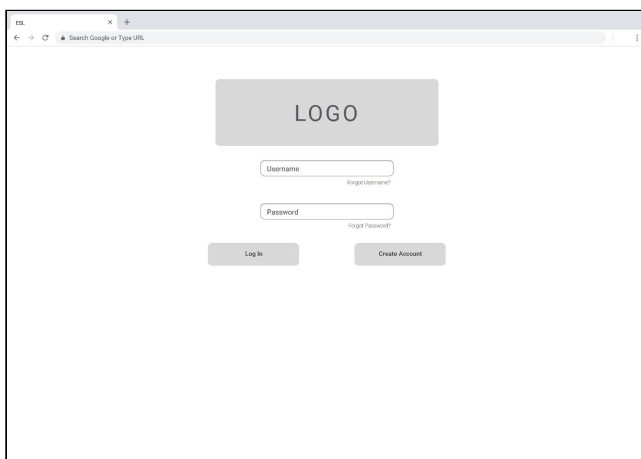 ESL
Search Google or Type URL
LOGO
Username
Forgot Username?
Password
Forgot Password?
Log In
Create Account